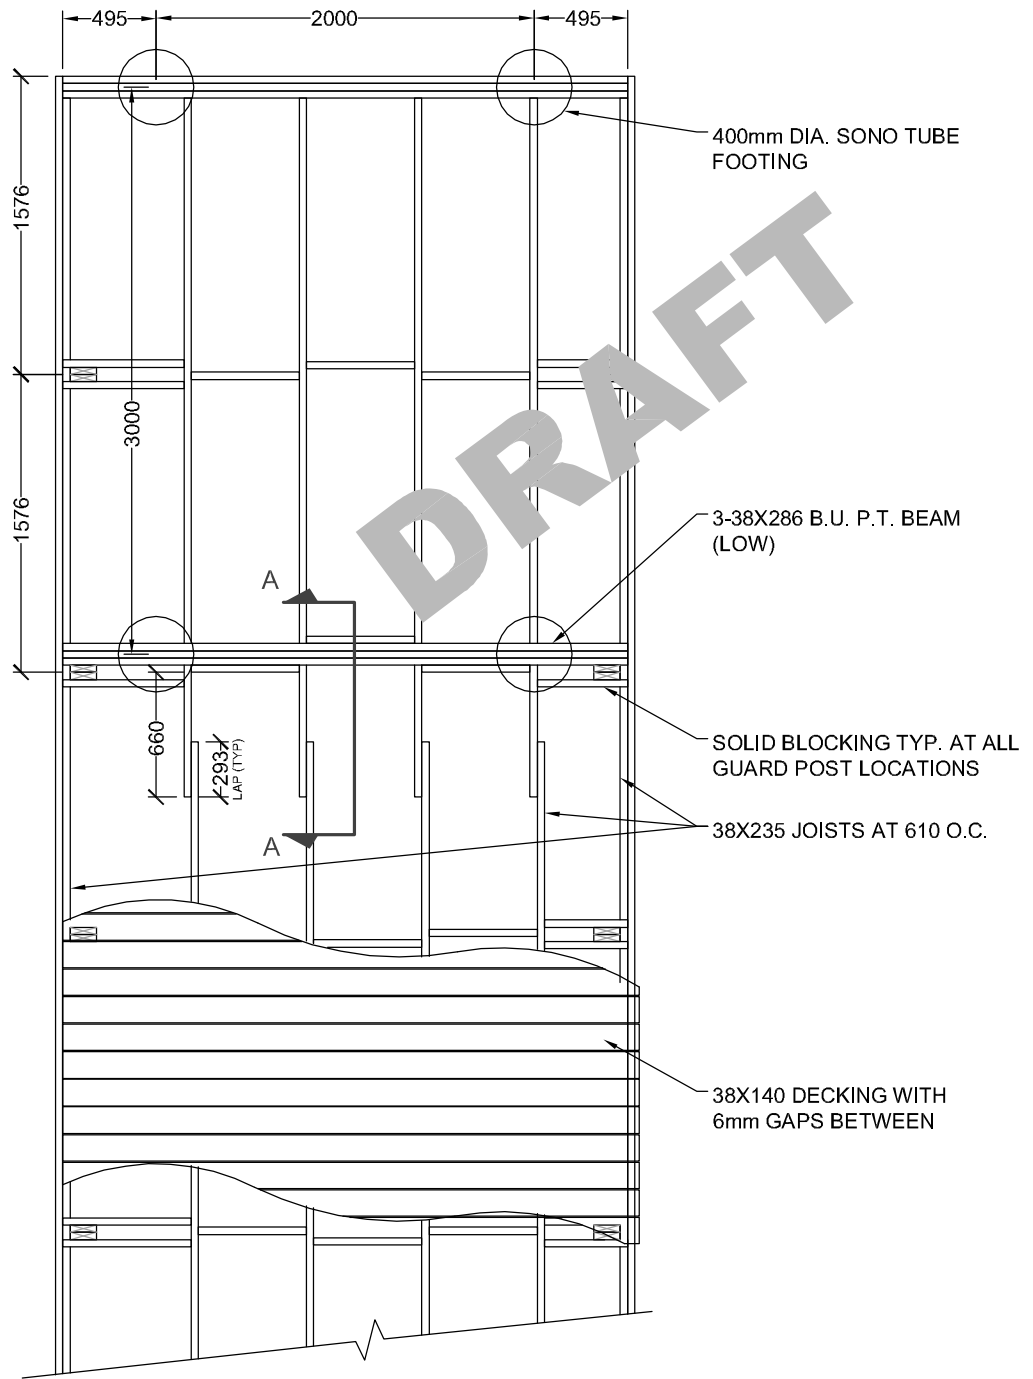 495
2000
495
400mm DIA. SONO TUBE
FOOTING
1576
3000
1576
DRAFT
3-38X286 B.U. P.T. BEAM
(LOW)
A
660
293
LAP (TYP)
SOLID BLOCKING TYP. AT ALL
GUARD POST LOCATIONS
38X235 JOISTS AT 610 O.C.
A
38X140 DECKING WITH
6mm GAPS BETWEEN